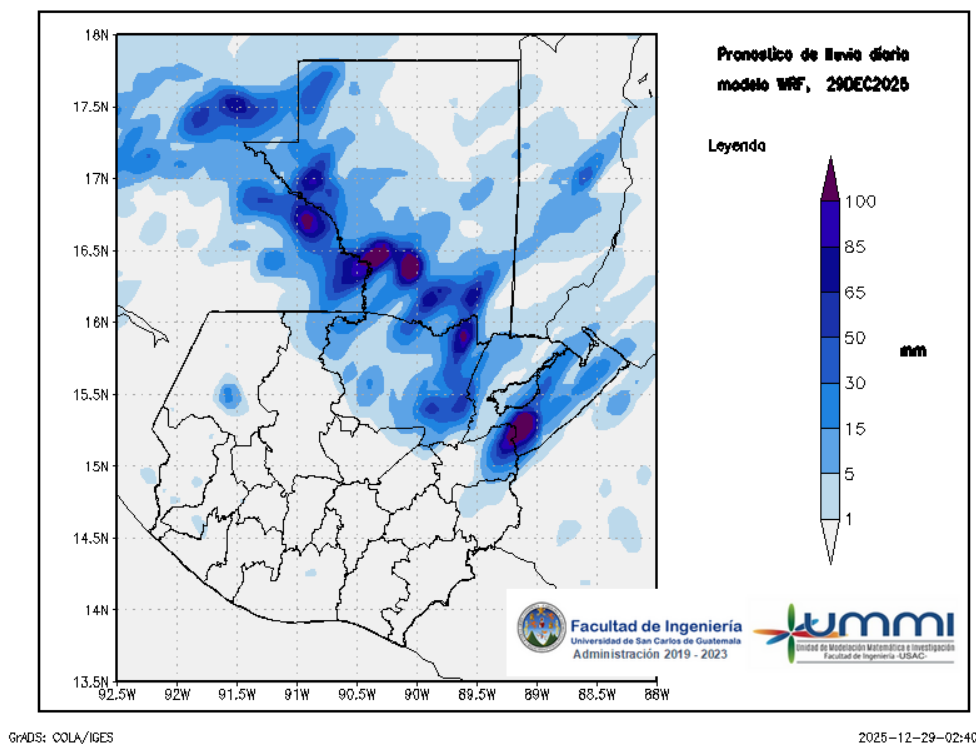 Pronostico de lluvia diaria
modelo WRF, 29DEC2025
Leyenda
100
85
65
50
30
15
5
1
mm
18N
17.5N
17N
16.5N
16N
15.5N
15N
14.5N
14N
13.5N
92.5W
92W
91.5W
91W
90.5W
90W
89.5W
89W
88.5W
88W
Facultad de Ingeniería
Universidad de San Carlos de Guatemala
Administración 2019 - 2023
ummi
Unidad de Modelación Matemática e Investigación
Facultad de Ingeniería -USAC-
GrADS: COLA/IGES
2025-12-29-02:40